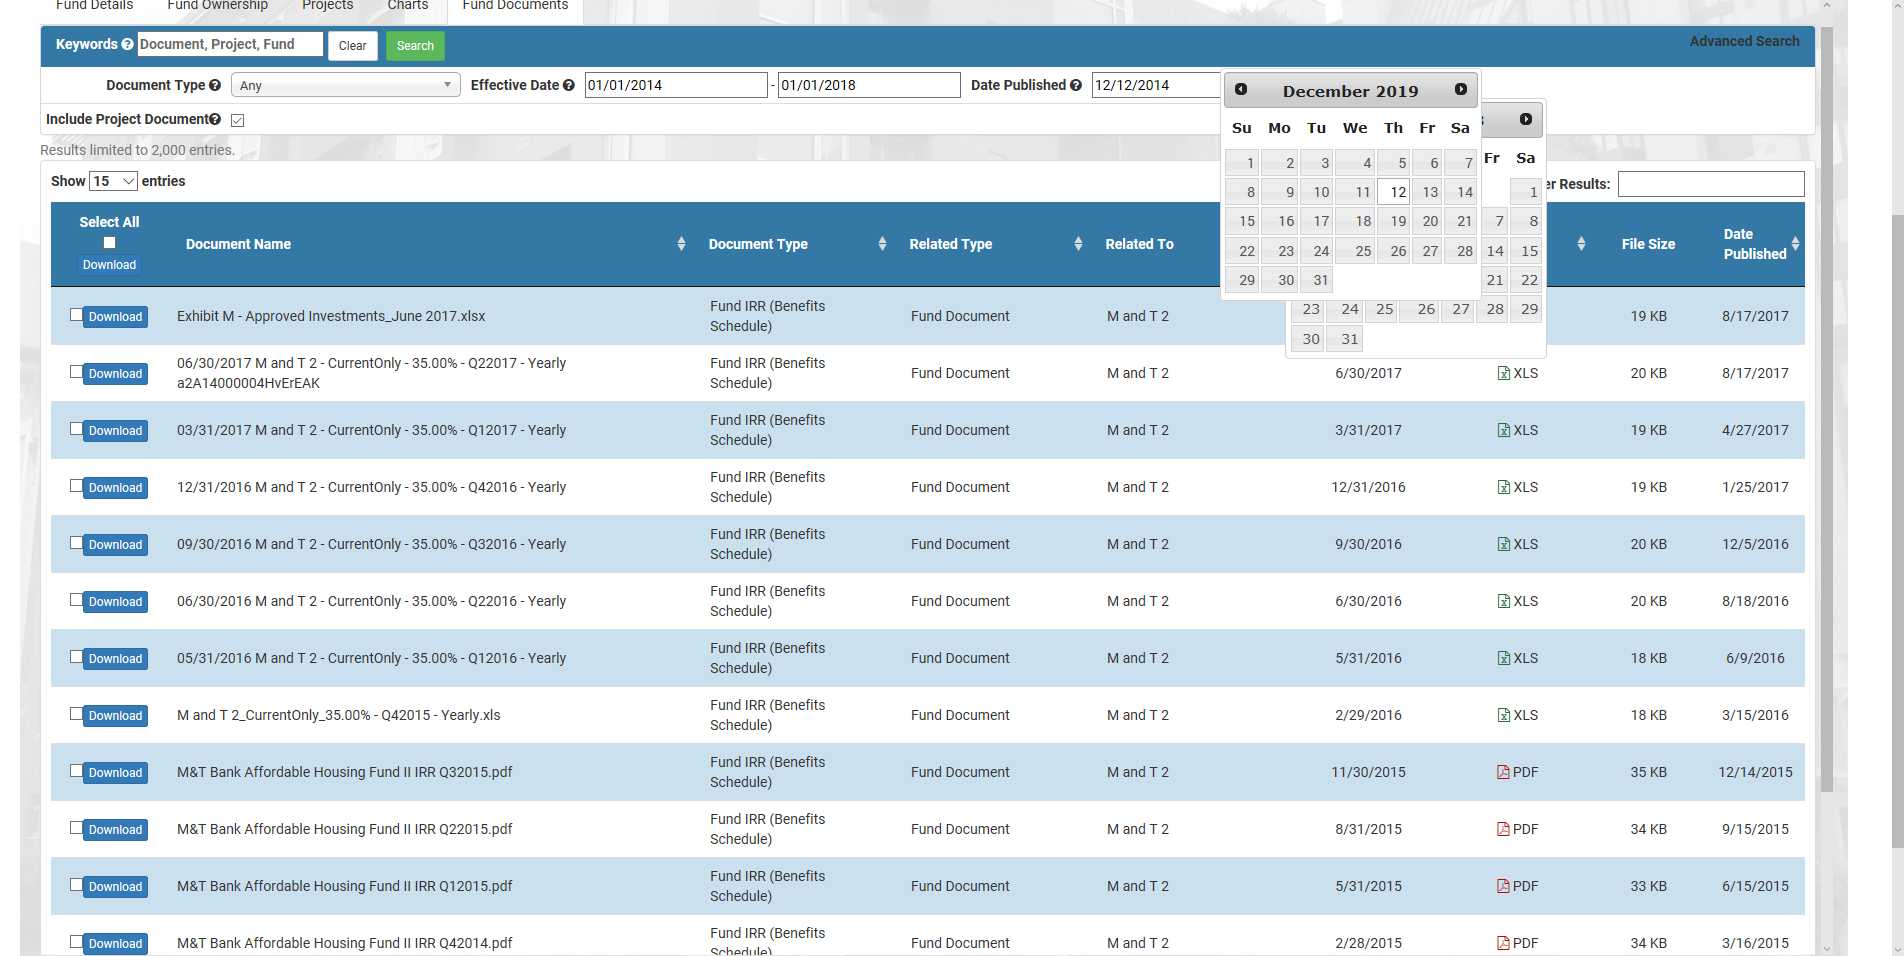 Fund Details Fund Ownership Projects Charts Fund Documents
Keywords Document, Project, Fund Clear Search Advanced Search
Document Type Any Effective Date 01/01/2014 - 01/01/2018 Date Published 12/12/2014
Include Project Document
Results limited to 2,000 entries.
Show 15 entries
er Results:
December 2019
Su Mo Tu We Th Fr Sa
1 2 3 4 5 6 7
8 9 10 11 12 13 14
15 16 17 18 19 20 21
22 23 24 25 26 27 28
29 30 31
Fr Sa
1
7 8
14 15
21 22
23 24 25 26 27 28 29
30 31
Select All
Download
Document Name Document Type Related Type Related To File Size Date Published
Download Exhibit M - Approved Investments_June 2017.xlsx Fund IRR (Benefits Schedule) Fund Document M and T 2 19 KB 8/17/2017
Download 06/30/2017 M and T 2 - CurrentOnly - 35.00% - Q22017 - Yearly a2A14000004HvErEAK Fund IRR (Benefits Schedule) Fund Document M and T 2 6/30/2017 XLS 20 KB 8/17/2017
Download 03/31/2017 M and T 2 - CurrentOnly - 35.00% - Q12017 - Yearly Fund IRR (Benefits Schedule) Fund Document M and T 2 3/31/2017 XLS 19 KB 4/27/2017
Download 12/31/2016 M and T 2 - CurrentOnly - 35.00% - Q42016 - Yearly Fund IRR (Benefits Schedule) Fund Document M and T 2 12/31/2016 XLS 19 KB 1/25/2017
Download 09/30/2016 M and T 2 - CurrentOnly - 35.00% - Q32016 - Yearly Fund IRR (Benefits Schedule) Fund Document M and T 2 9/30/2016 XLS 20 KB 12/5/2016
Download 06/30/2016 M and T 2 - CurrentOnly - 35.00% - Q22016 - Yearly Fund IRR (Benefits Schedule) Fund Document M and T 2 6/30/2016 XLS 20 KB 8/18/2016
Download 05/31/2016 M and T 2 - CurrentOnly - 35.00% - Q12016 - Yearly Fund IRR (Benefits Schedule) Fund Document M and T 2 5/31/2016 XLS 18 KB 6/9/2016
Download M and T 2_CurrentOnly_35.00% - Q42015 - Yearly.xls Fund IRR (Benefits Schedule) Fund Document M and T 2 2/29/2016 XLS 18 KB 3/15/2016
Download M&T Bank Affordable Housing Fund II IRR Q32015.pdf Fund IRR (Benefits Schedule) Fund Document M and T 2 11/30/2015 PDF 35 KB 12/14/2015
Download M&T Bank Affordable Housing Fund II IRR Q22015.pdf Fund IRR (Benefits Schedule) Fund Document M and T 2 8/31/2015 PDF 34 KB 9/15/2015
Download M&T Bank Affordable Housing Fund II IRR Q12015.pdf Fund IRR (Benefits Schedule) Fund Document M and T 2 5/31/2015 PDF 33 KB 6/15/2015
Download M&T Bank Affordable Housing Fund II IRR Q42014.pdf Fund IRR (Benefits Schedule) Fund Document M and T 2 2/28/2015 PDF 34 KB 3/16/2015